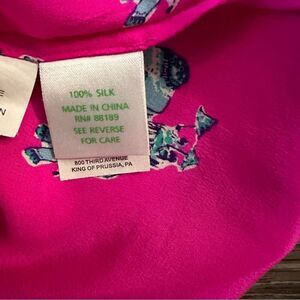 100% SILK
MADE IN CHINA
RN# 88189
SEE REVERSE
FOR CARE
800 THIRD AVENUE
KING OF PRUSSIA, PA